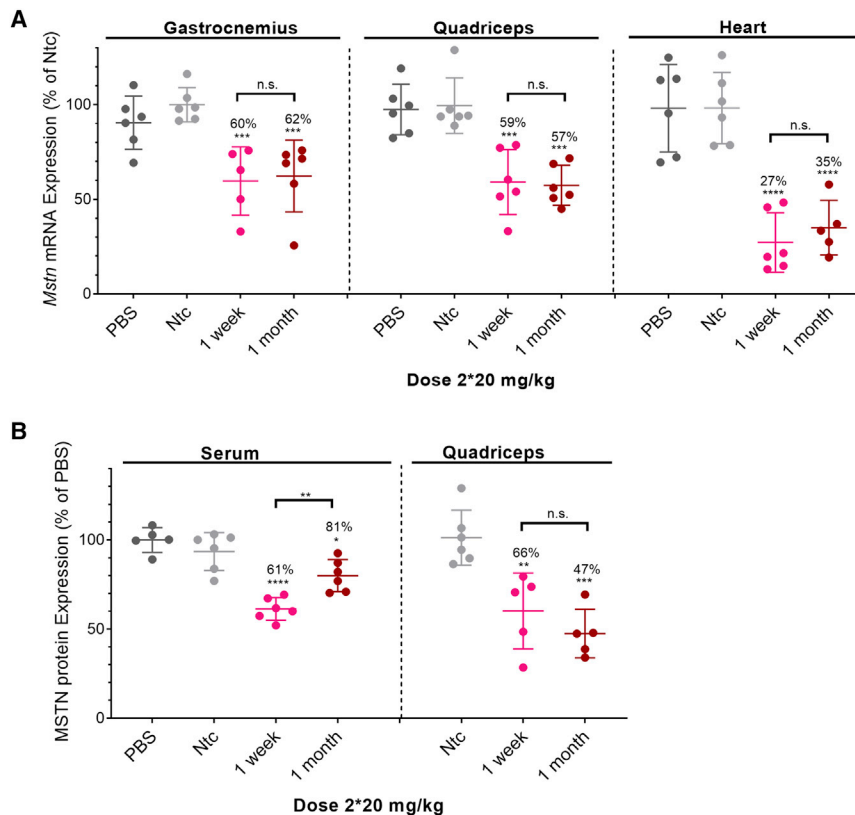 A
Gastrocnemius Quadriceps Heart
Mstn mRNA Expression (% of Ntc)
100
50
0
n.s. n.s. n.s.
60% 62% 59% 57% 27% 35%
*** *** *** *** **** ****
PBS Ntc 1 week 1 month PBS Ntc 1 week 1 month PBS Ntc 1 week 1 month
Dose 2*20 mg/kg
B
Serum Quadriceps
MSTN protein Expression (% of PBS)
100
50
0
** n.s.
61% 81% 66% 47%
**** * ** ***
PBS Ntc 1 week 1 month Ntc 1 week 1 month
Dose 2*20 mg/kg